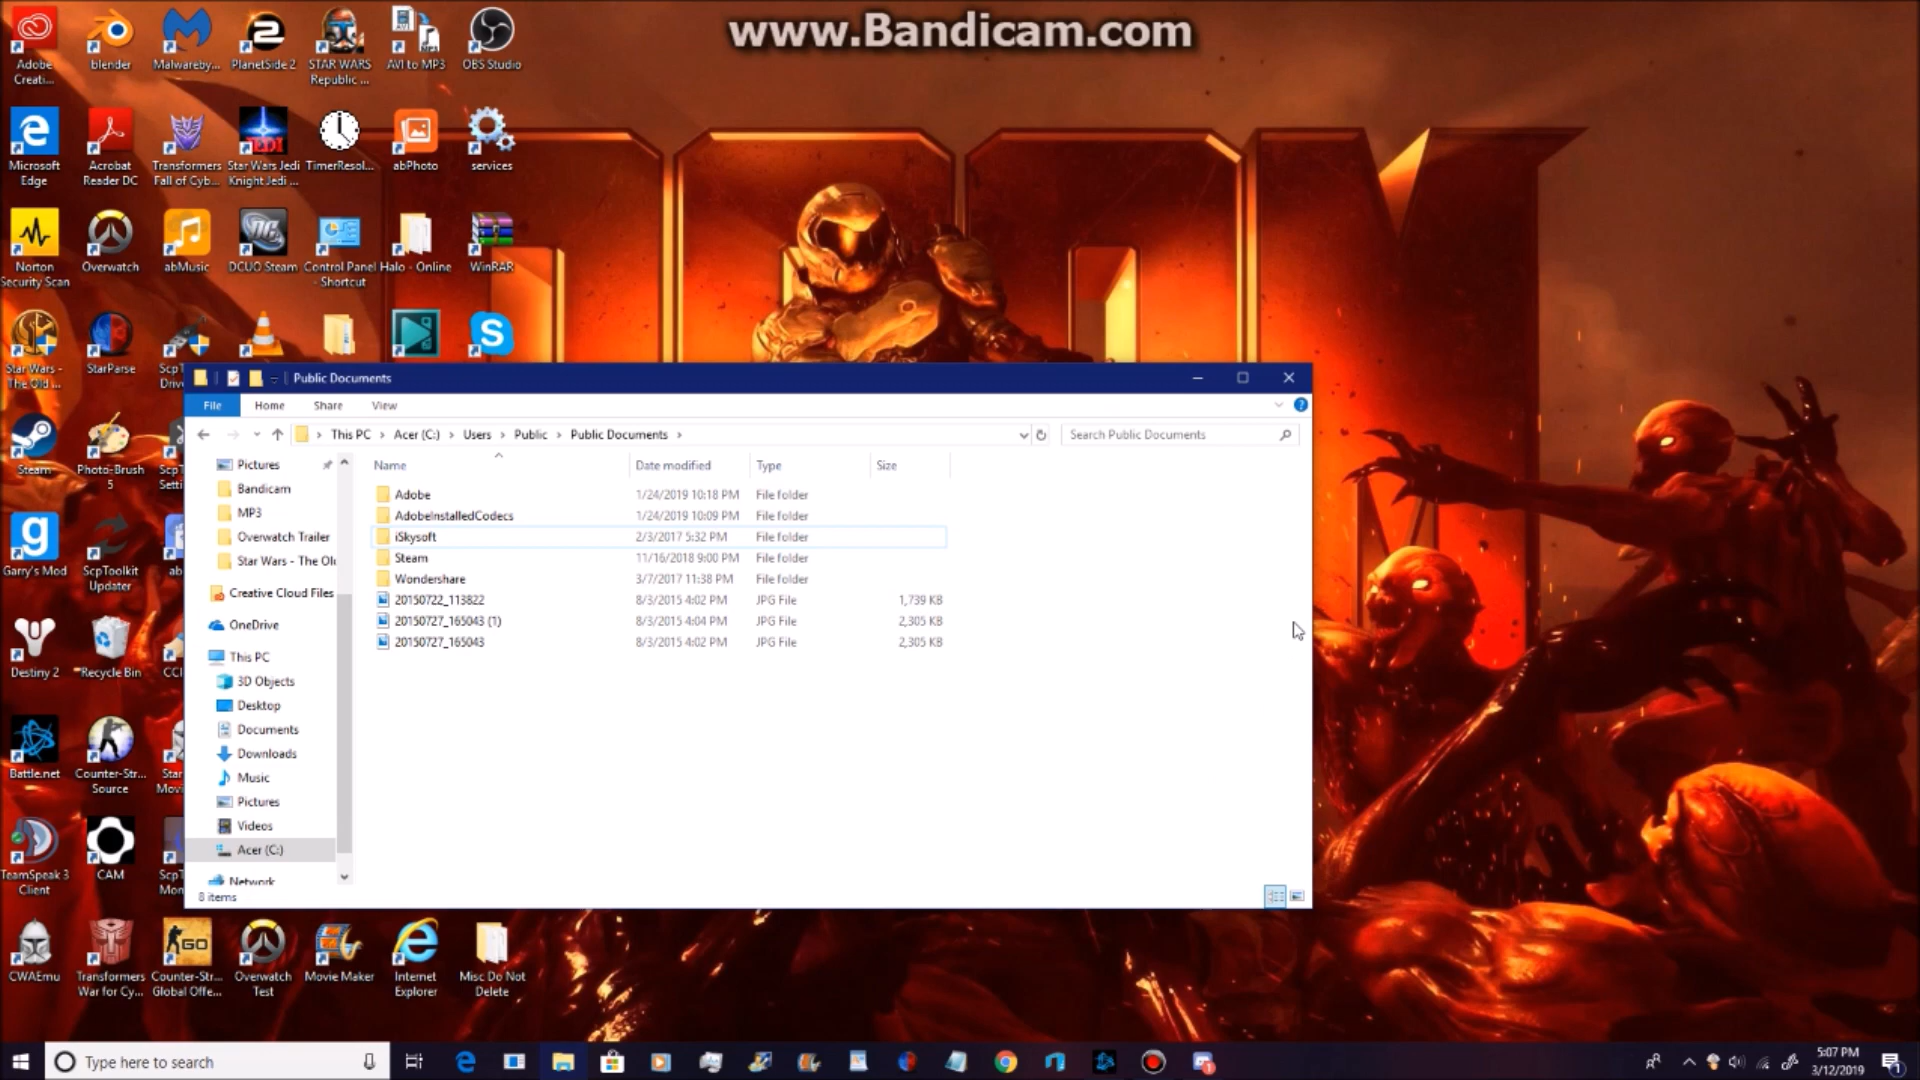 www.Bandicam.com
Adobe
Creati...
blender
Malwareby...
PlanetSide 2
STAR WARS
Republic ...
AVI to MP3
OBS Studio
Microsoft
Edge
Acrobat
Reader DC
Transformers
Fall of Cyb...
Star Wars Jedi
Knight Jedi ...
TimerResol...
abPhoto
services
Norton
Security Scan
Overwatch
abMusic
DCUO Steam
Control Panel
- Shortcut
Halo - Online
WinRAR
Star Wars -
The Old ...
StarParse
ScpT
Driv
Public Documents
File
Home
Share
View
This PC
Acer (C:)
Users
Public
Public Documents
Search Public Documents
Name
Date modified
Type
Size
Adobe
1/24/2019 10:18 PM
File folder
AdobeInstalledCodecs
1/24/2019 10:09 PM
File folder
iSkysoft
2/3/2017 5:32 PM
File folder
Steam
11/16/2018 9:00 PM
File folder
Wondershare
3/7/2017 11:38 PM
File folder
20150722_113822
8/3/2015 4:02 PM
JPG File
1,739 KB
20150727_165043 (1)
8/3/2015 4:04 PM
JPG File
2,305 KB
20150727_165043
8/3/2015 4:02 PM
JPG File
2,305 KB
Pictures
Bandicam
MP3
Overwatch Trailer
Star Wars - The Old
Creative Cloud Files
OneDrive
This PC
3D Objects
Desktop
Documents
Downloads
Music
Pictures
Videos
Acer (C:)
Network
8 items
Steam
Photo-Brush
5
ScpT
Setti
Garry's Mod
ScpToolkit
Updater
ab
Destiny 2
Recycle Bin
CCl
Battle.net
Counter-Str...
Source
Star
Movi
TeamSpeak 3
Client
CAM
ScpT
Mon
CWAEmu
Transformers
War for Cy...
Counter-Str...
Global Offe...
Overwatch
Test
Movie Maker
Internet
Explorer
Misc Do Not
Delete
Type here to search
5:07 PM
3/12/2019